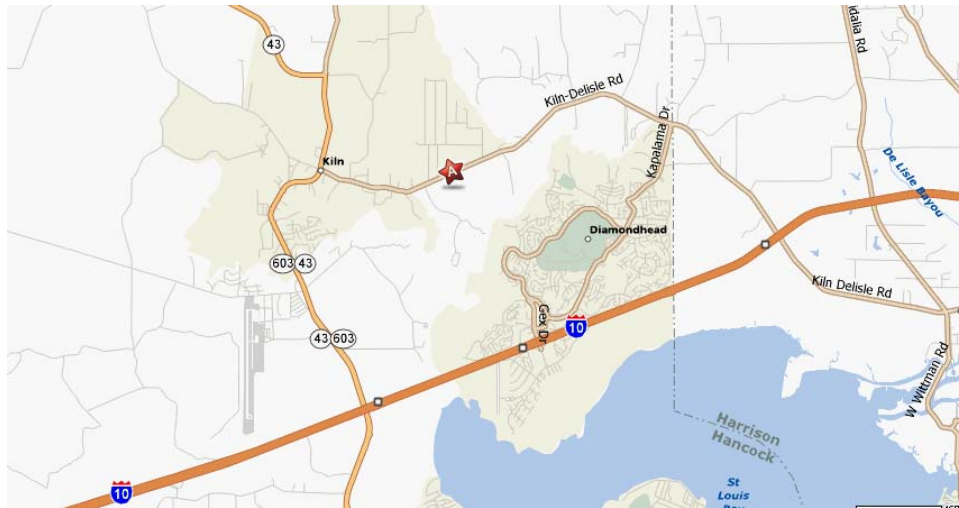 43
Kiln-Delisle Rd
Kapalama Dr
De Lisle Bayou
Kiln
A
Diamondhead
603 43
Kiln Delisle Rd
Gex Dr
10
43 603
W Wittman Rd
Harrison
Hancock
10
St
Louis